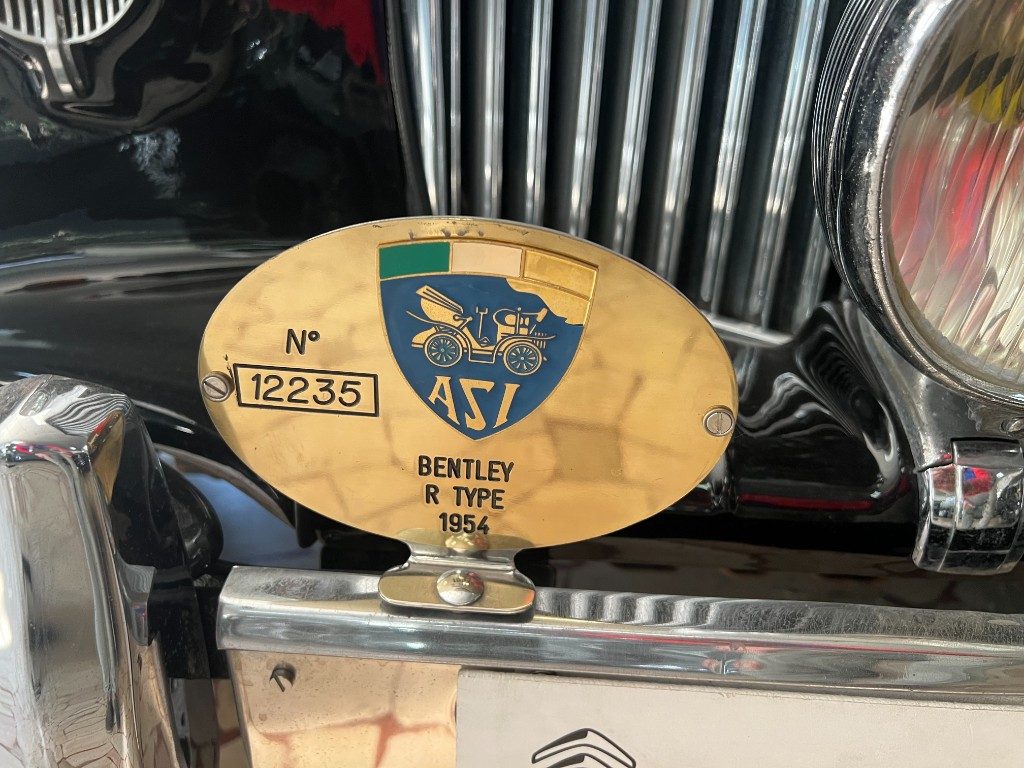 ASI
N°
12235
BENTLEY
R TYPE
1954